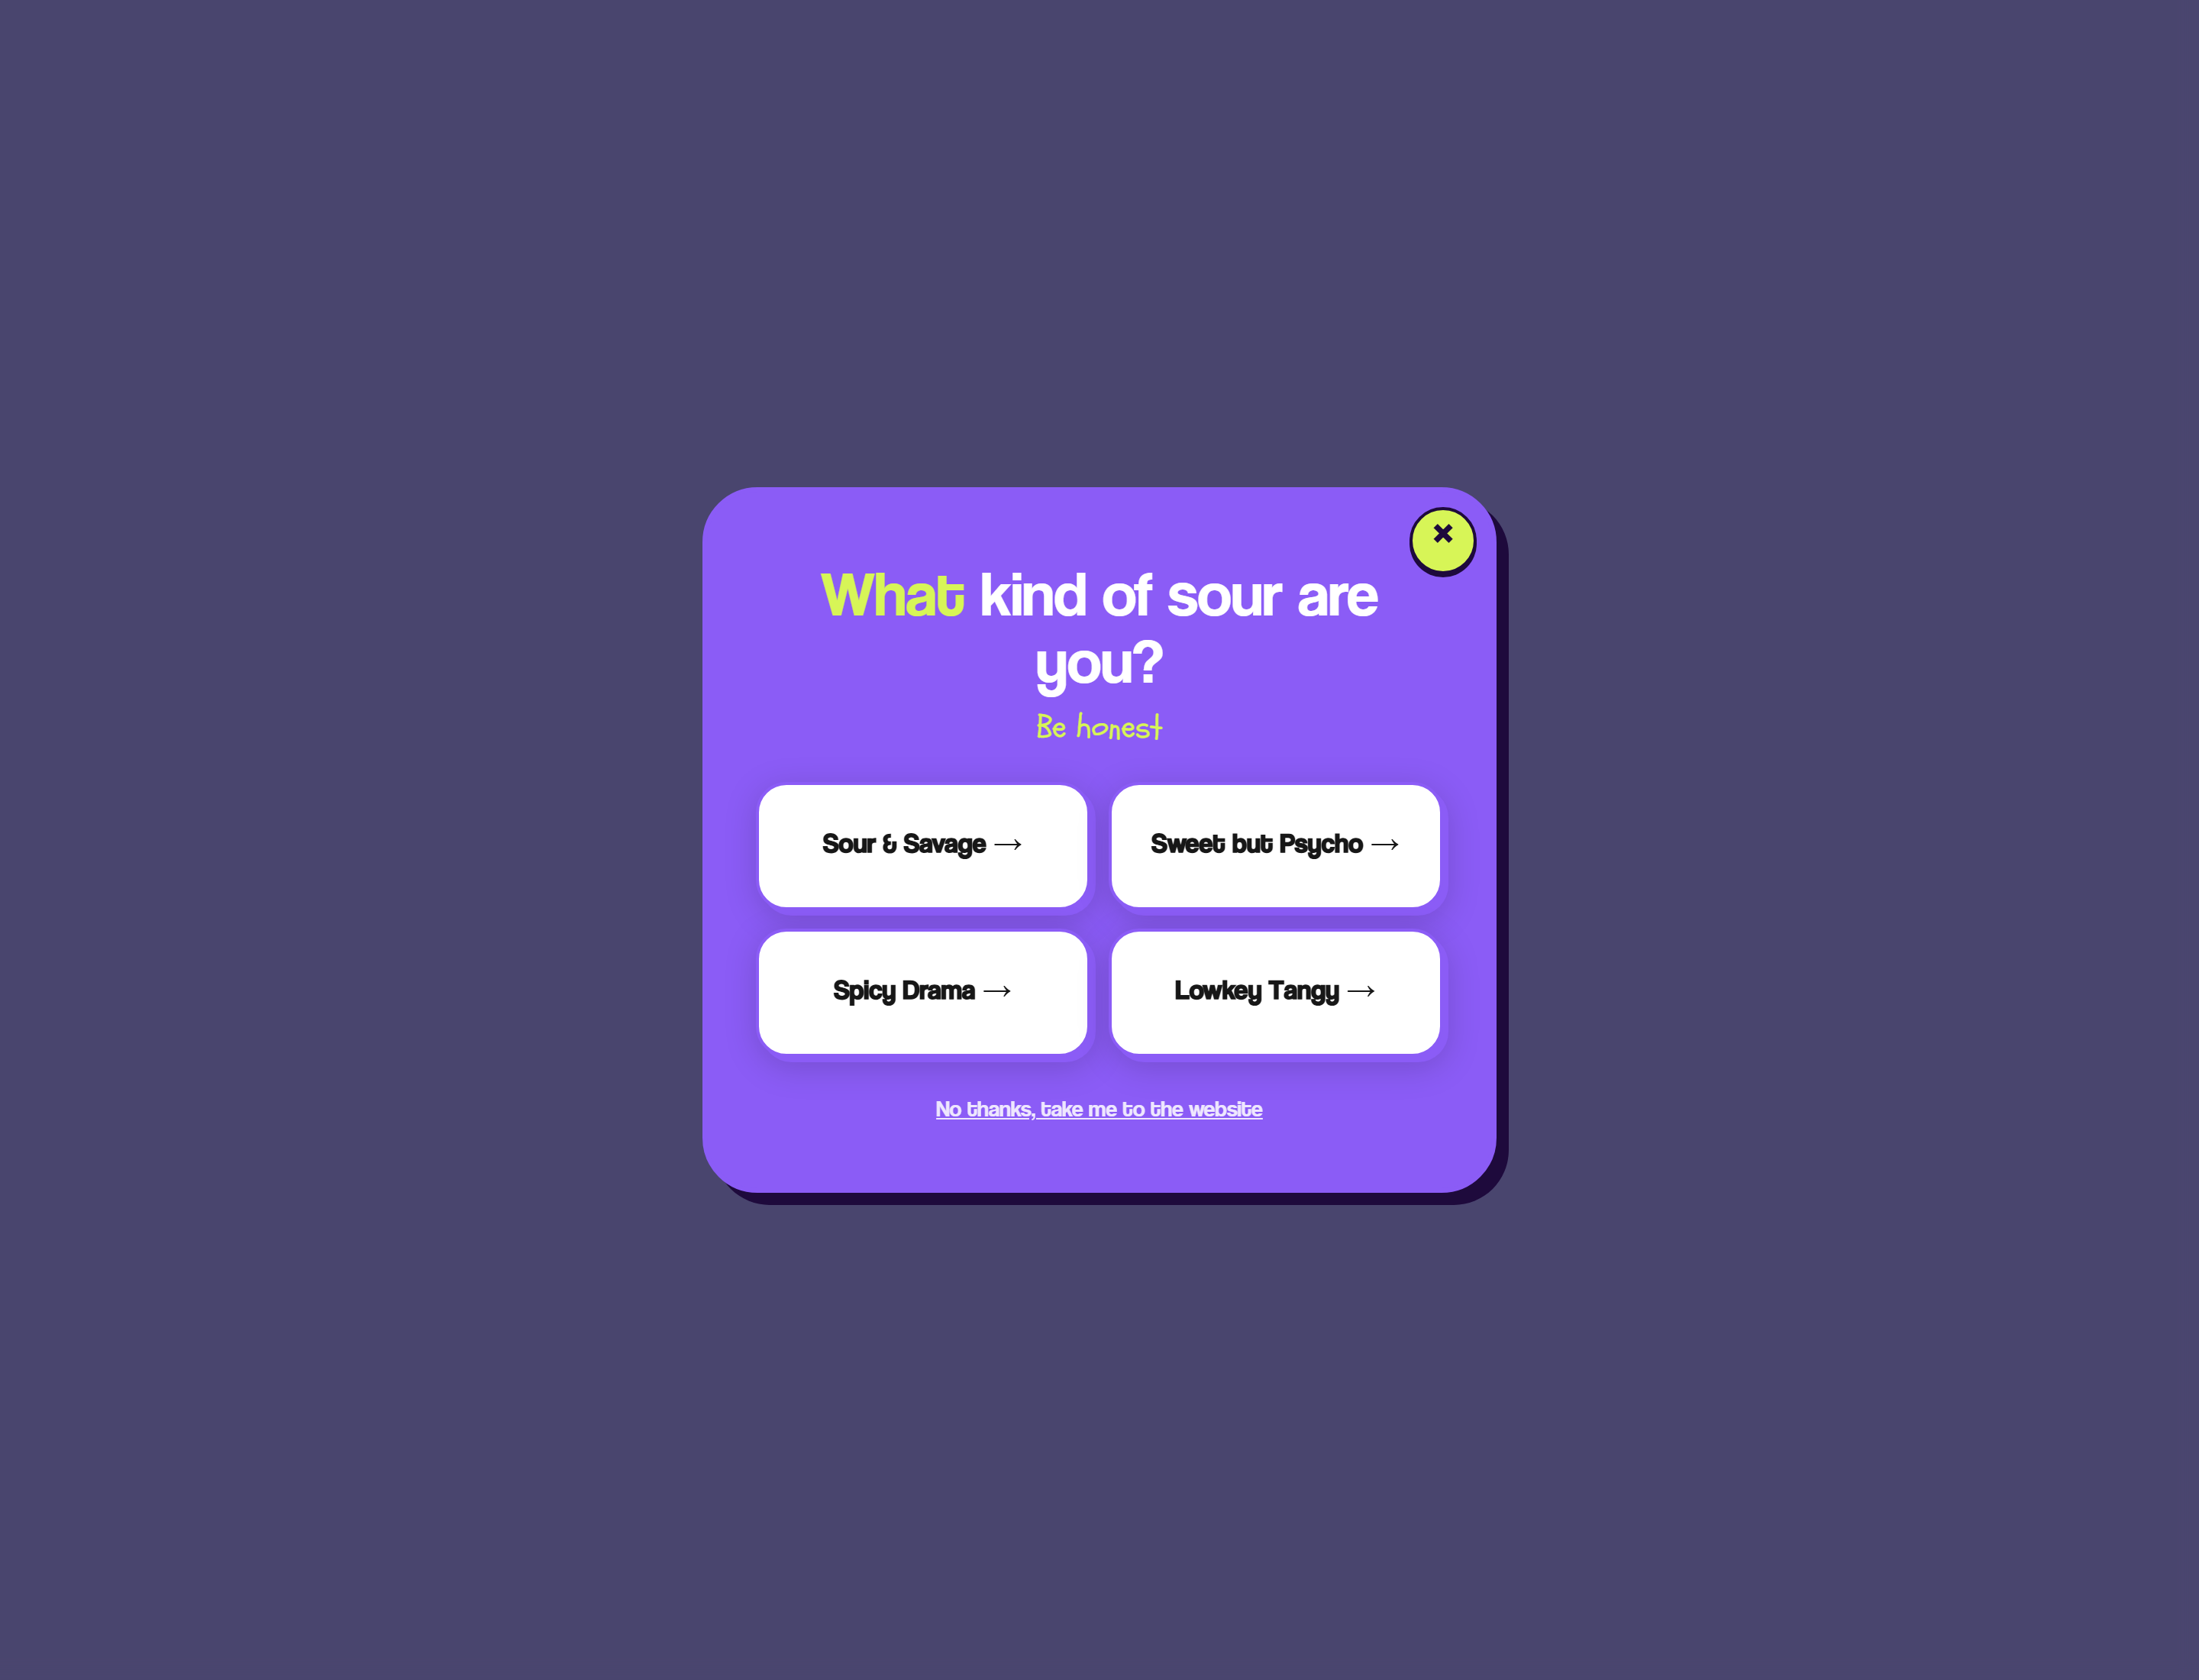 What kind of sour are
you?
Be honest
Sour & Savage →
Sweet but Psycho →
Spicy Drama →
Lowkey Tangy →
No thanks, take me to the website